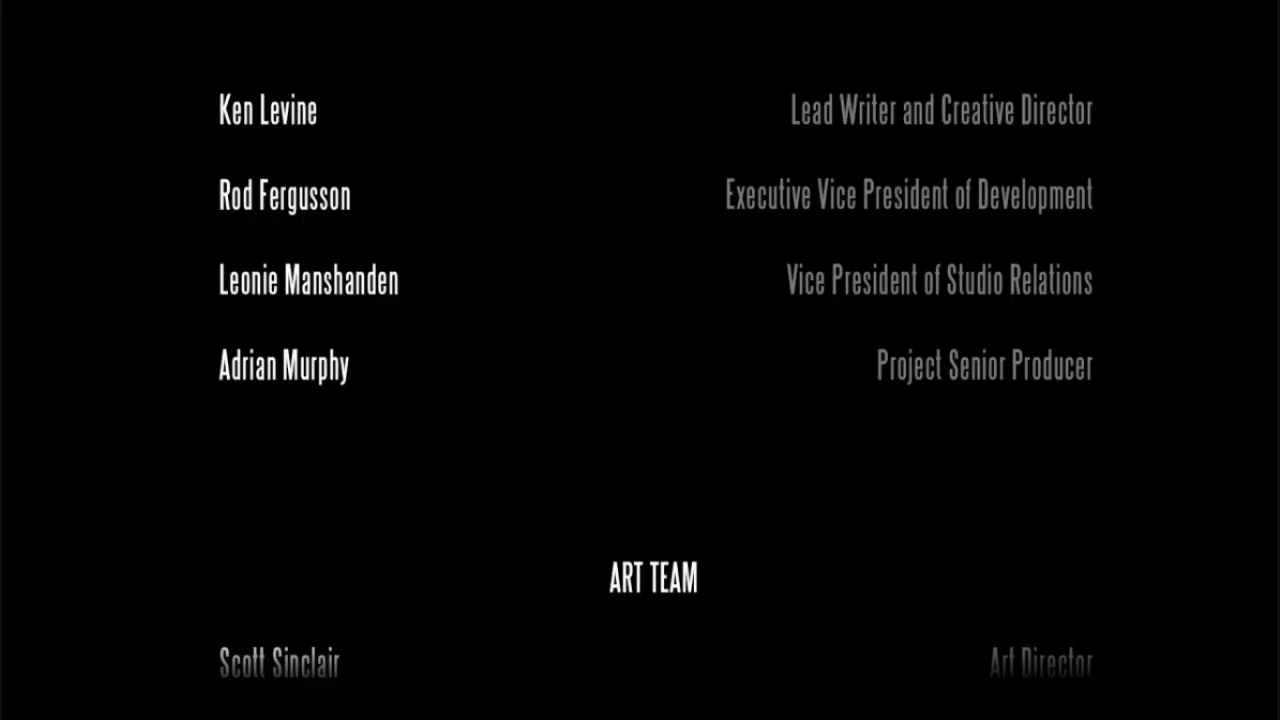 Ken Levine Lead Writer and Creative Director
Rod Fergusson Executive Vice President of Development
Leonie Manshanden Vice President of Studio Relations
Adrian Murphy Project Senior Producer
ART TEAM
Scott Sinclair Art Director